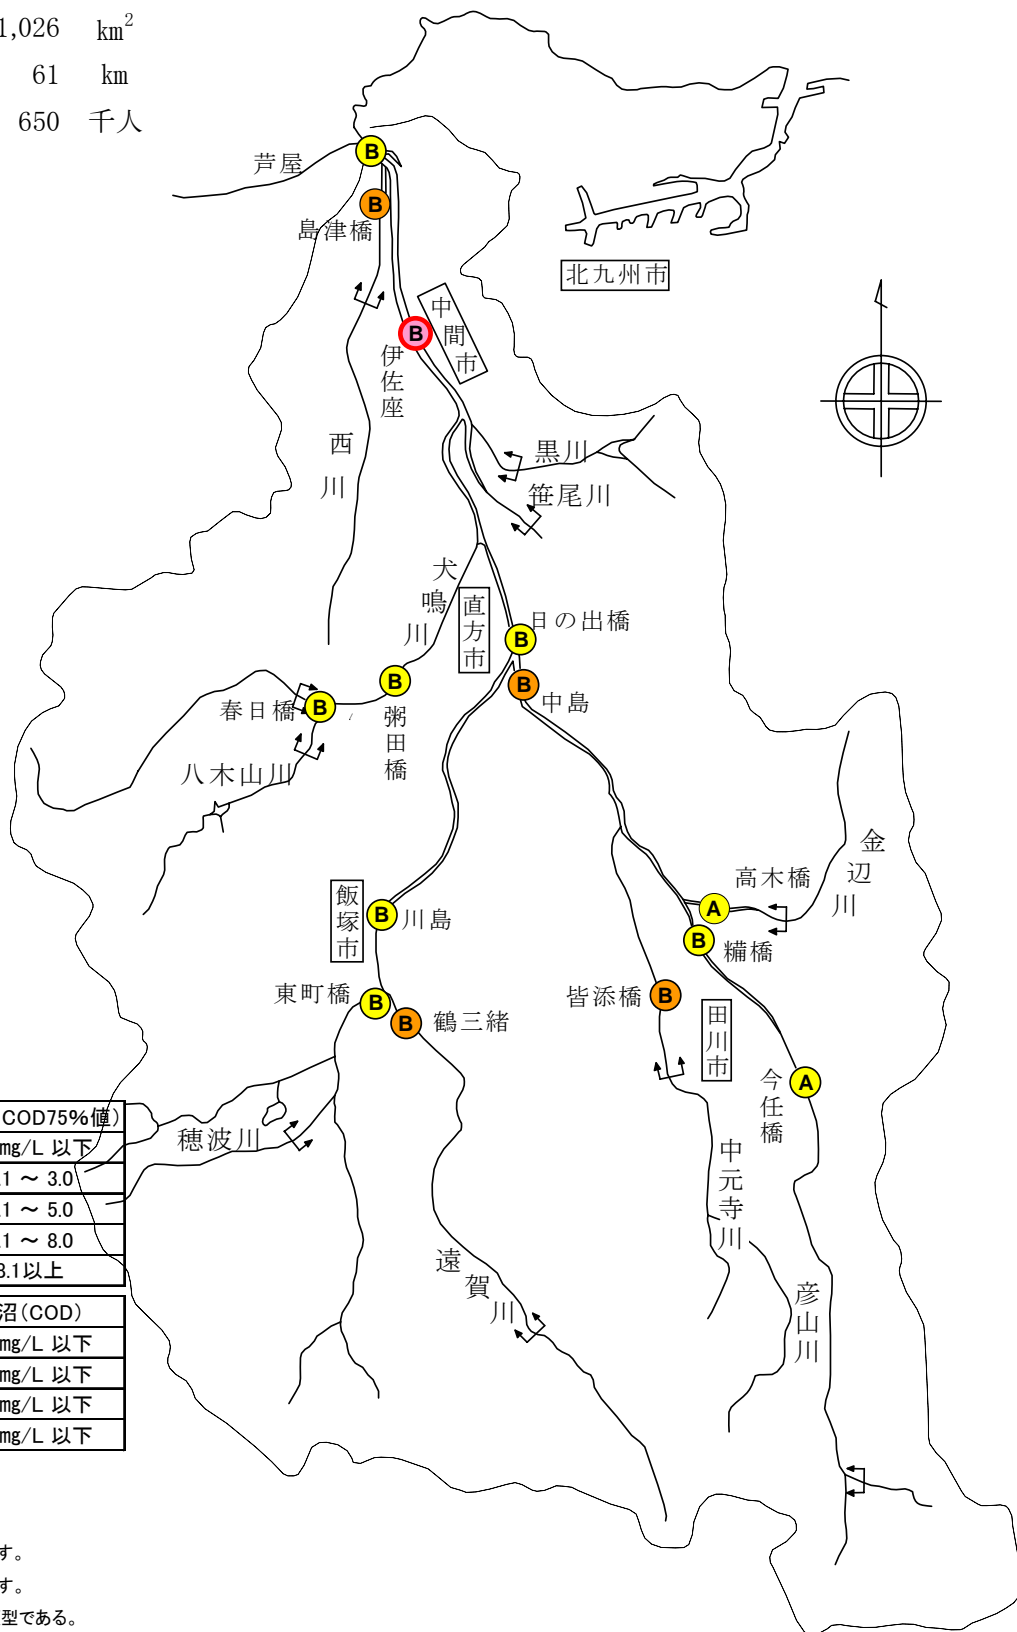 1,026 km²
61 km
650 千人
芦屋
B
B
島津橋
北九州市
中間市
B
伊佐座
西川
黒川
笹尾川
犬鳴川
直方市
日の出橋
B
B
中島
B
粥田橋
春日橋
B
八木山川
金辺川
高木橋
A
飯塚市
B
川島
B
糒橋
東町橋
B
B
鶴三緒
皆添橋
B
田川市
今任橋
A
穂波川
中元寺川
遠賀川
彦山川
COD75%値)
mg/L 以下
1 ～ 3.0
1 ～ 5.0
1 ～ 8.0
8.1以上
沼(COD)
mg/L 以下
mg/L 以下
mg/L 以下
mg/L 以下
す。
す。
型である。